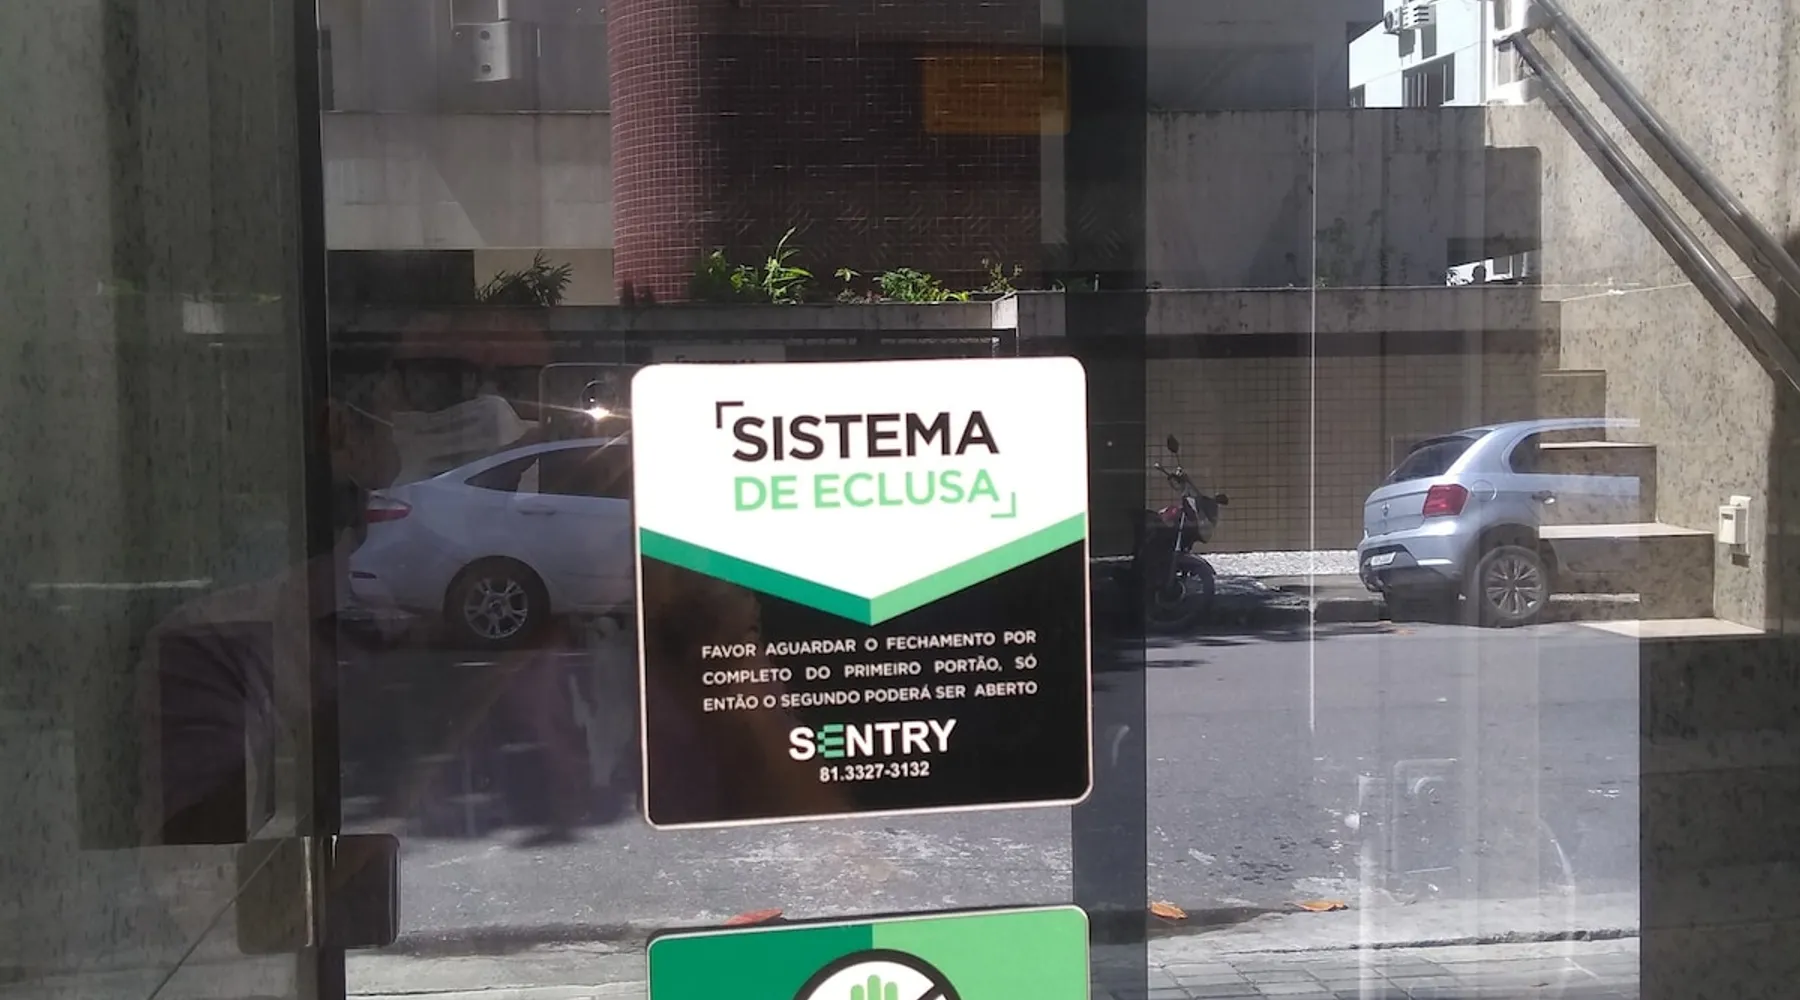 SISTEMA
DE ECLUSA
FAVOR AGUARDAR O FECHAMENTO POR
COMPLETO DO PRIMEIRO PORTÃO, SÓ
ENTÃO O SEGUNDO PODERÁ SER ABERTO
SENTRY
81.3327-3132